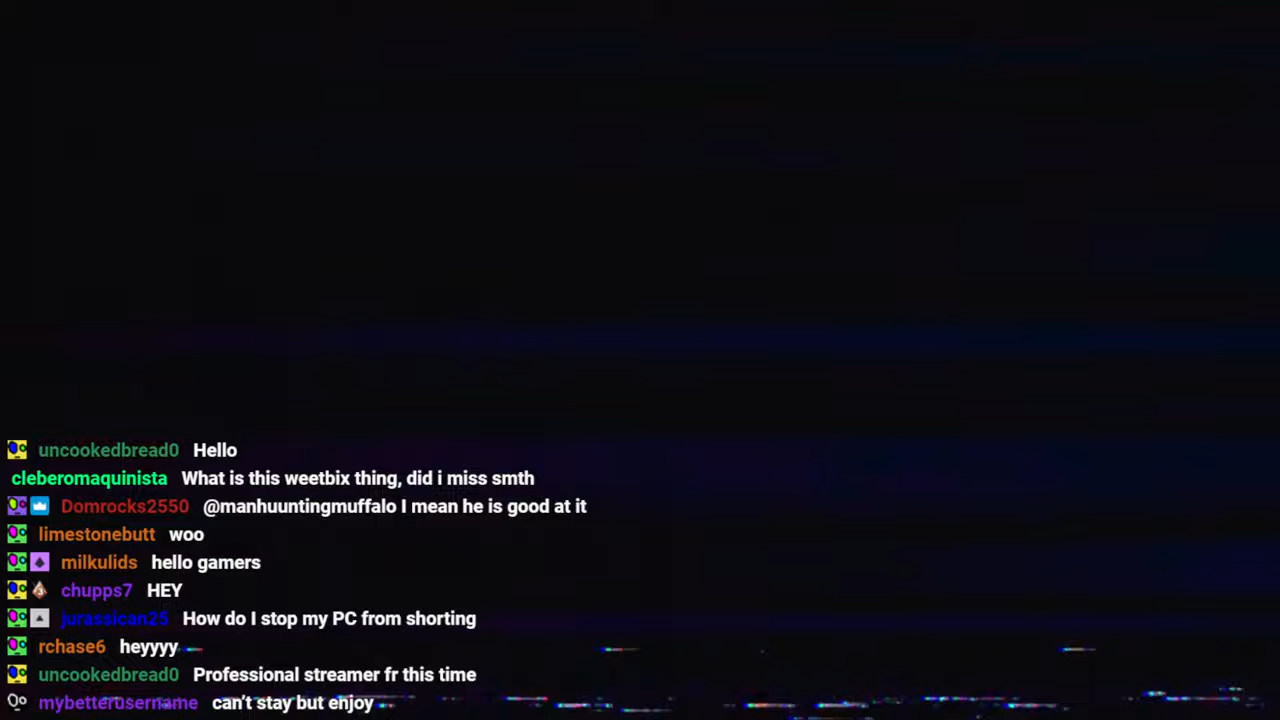 uncookedbread0 Hello
cleberomaquinista What is this weetbix thing, did i miss smth
Domrocks2550 @manhuuntingmuffalo I mean he is good at it
limestonebutt woo
milkulids hello gamers
chupps7 HEY
jurassican25 How do I stop my PC from shorting
rchase6 heyyyy
uncookedbread0 Professional streamer fr this time
mybetterusername can't stay but enjoy